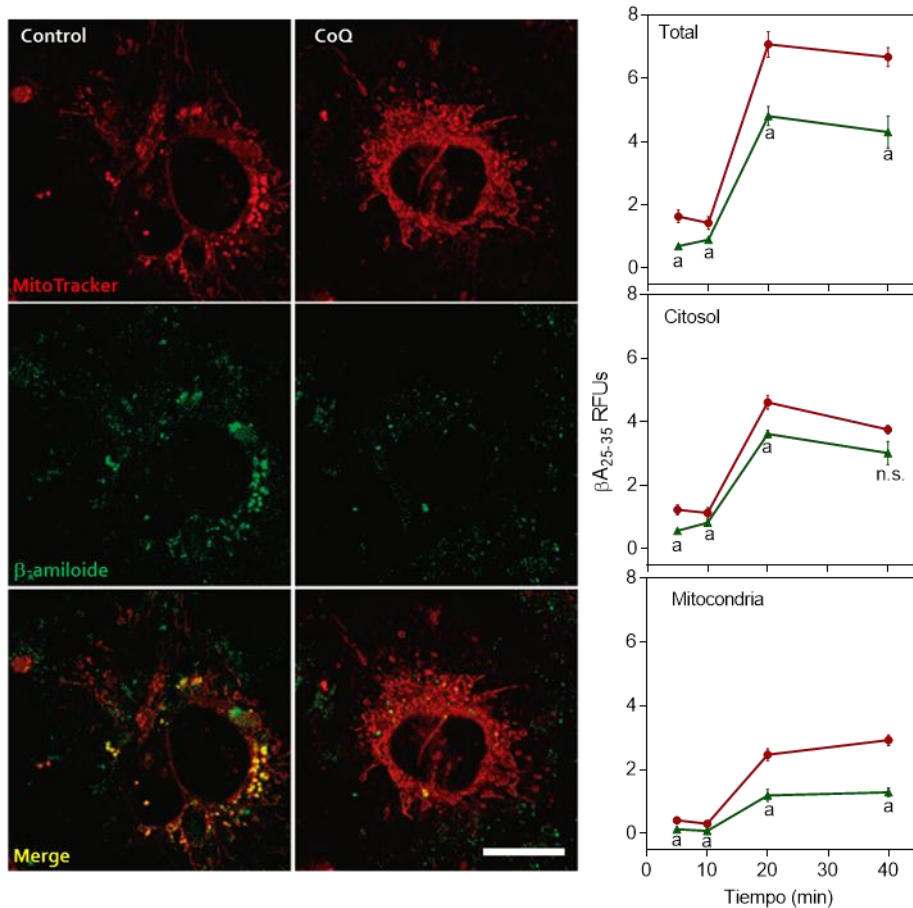 Control
CoQ
MitoTracker
β-amiloide
Merge
8
6
4
2
0
Total
a
a
a
a
8
6
4
2
0
Citosol
a
a
a
n.s.
8
6
4
2
0
Mitocondria
a
a
a
a
βA25-35 RFUs
0 10 20 30 40
Tiempo (min)